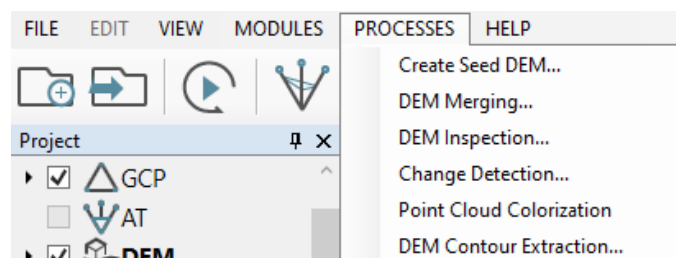 FILE EDIT VIEW MODULES PROCESSES HELP
Create Seed DEM...
DEM Merging...
Project
DEM Inspection...
GCP
Change Detection...
AT
Point Cloud Colorization
DEM
DEM Contour Extraction...